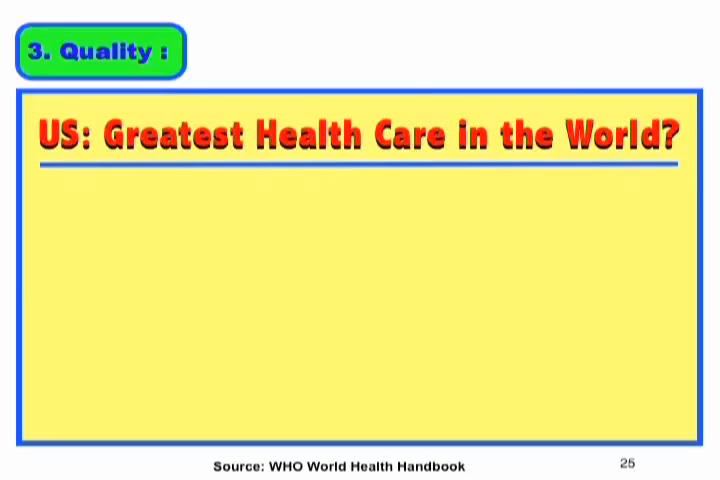 3. Quality :
US: Greatest Health Care in the World?
Source: WHO World Health Handbook
25